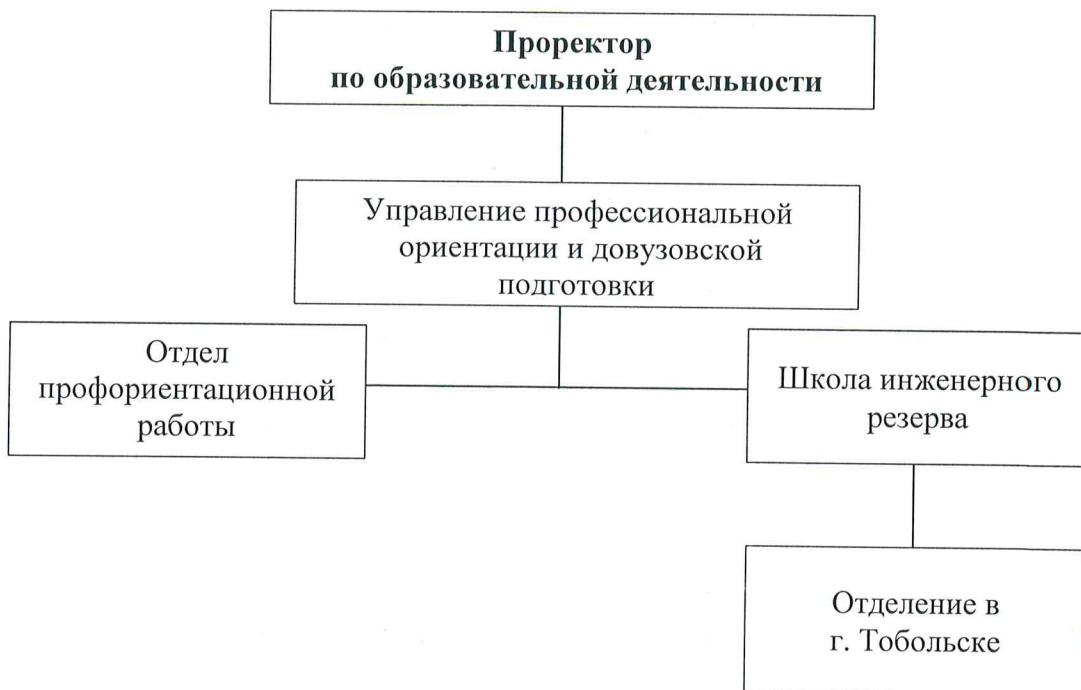 Проректор
по образовательной деятельности
Управление профессиональной
ориентации и довузовской
подготовки
Отдел
профориентационной
работы
Школа инженерного
резерва
Отделение в
г. Тобольске